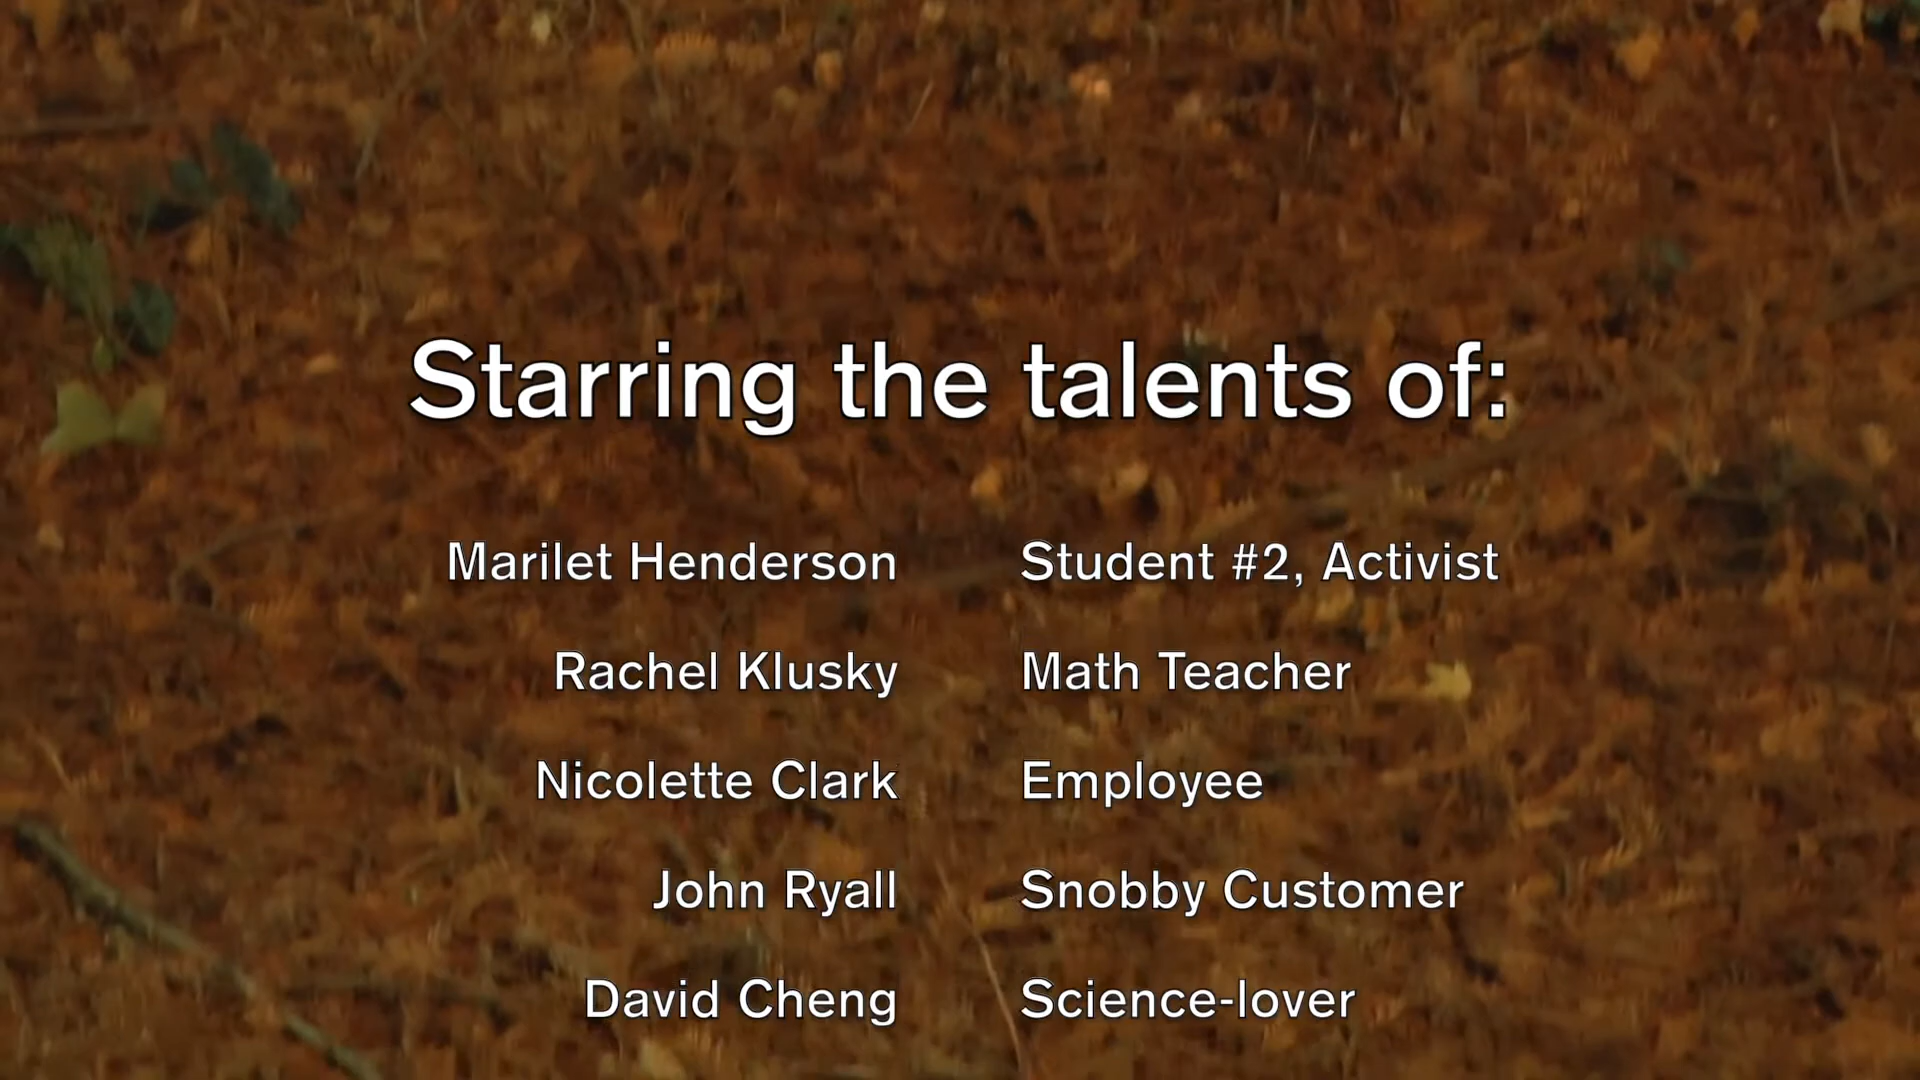 Starring the talents of:
Marilet Henderson Student #2, Activist
Rachel Klusky Math Teacher
Nicolette Clark Employee
John Ryall Snobby Customer
David Cheng Science-lover